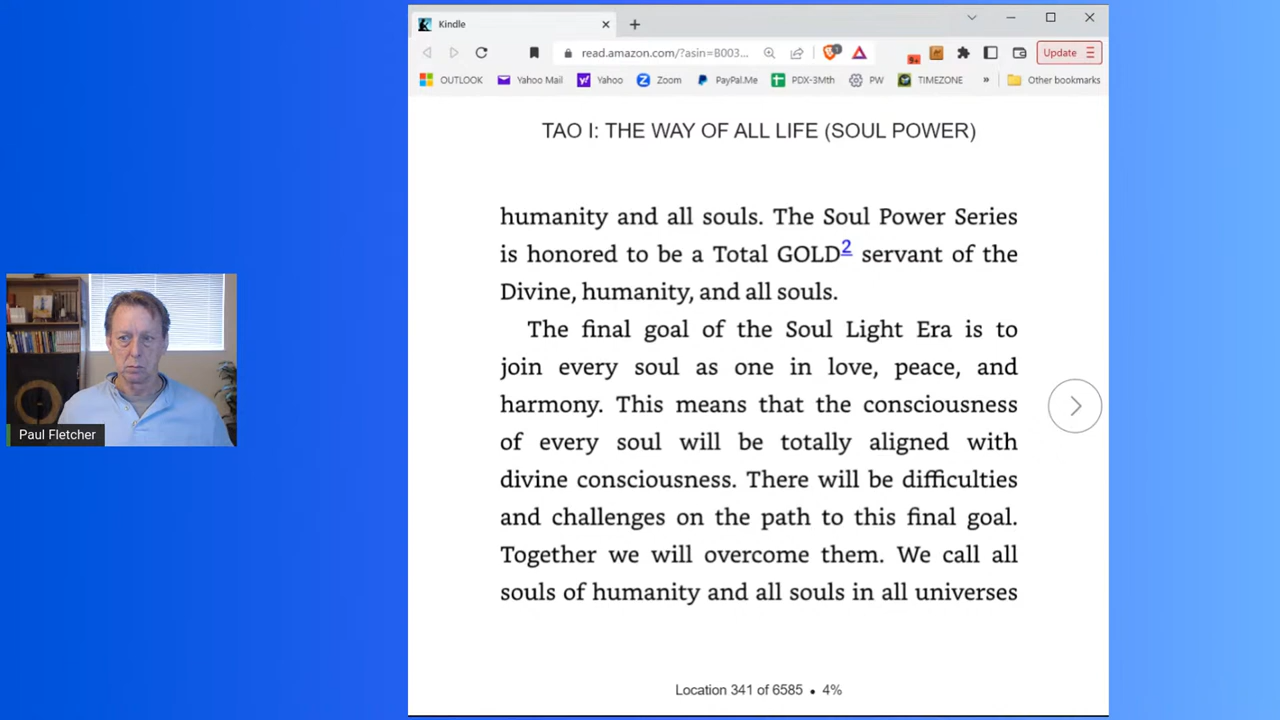 Kindle
read.amazon.com/?asin=B003...
9+
Update
OUTLOOK
Yahoo Mail
Yahoo
Zoom
PayPal.Me
PDX-3Mth
PW
TIMEZONE
»
Other bookmarks
TAO I: THE WAY OF ALL LIFE (SOUL POWER)
humanity and all souls. The Soul Power Series
is honored to be a Total GOLD2 servant of the
Divine, humanity, and all souls.
The final goal of the Soul Light Era is to
join every soul as one in love, peace, and
harmony. This means that the consciousness
of every soul will be totally aligned with
divine consciousness. There will be difficulties
and challenges on the path to this final goal.
Together we will overcome them. We call all
souls of humanity and all souls in all universes
Location 341 of 6585 • 4%
Paul Fletcher